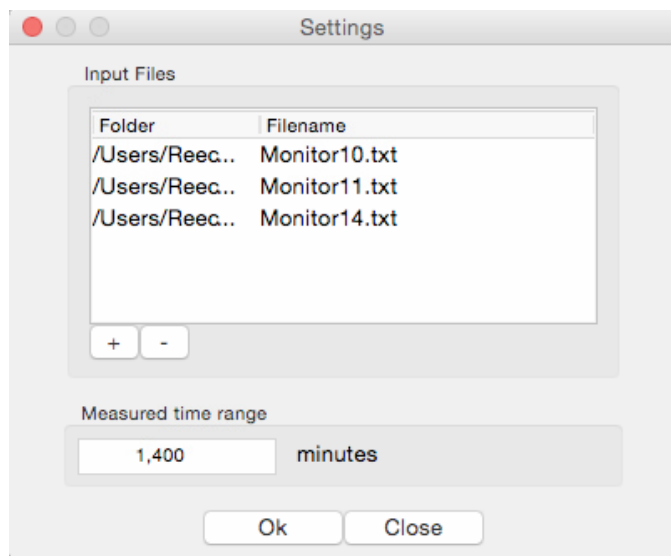 Settings
Input Files
Folder Filename
/Users/Reec... Monitor10.txt
/Users/Reec... Monitor11.txt
/Users/Reec... Monitor14.txt
+ -
Measured time range
1,400 minutes
Ok Close